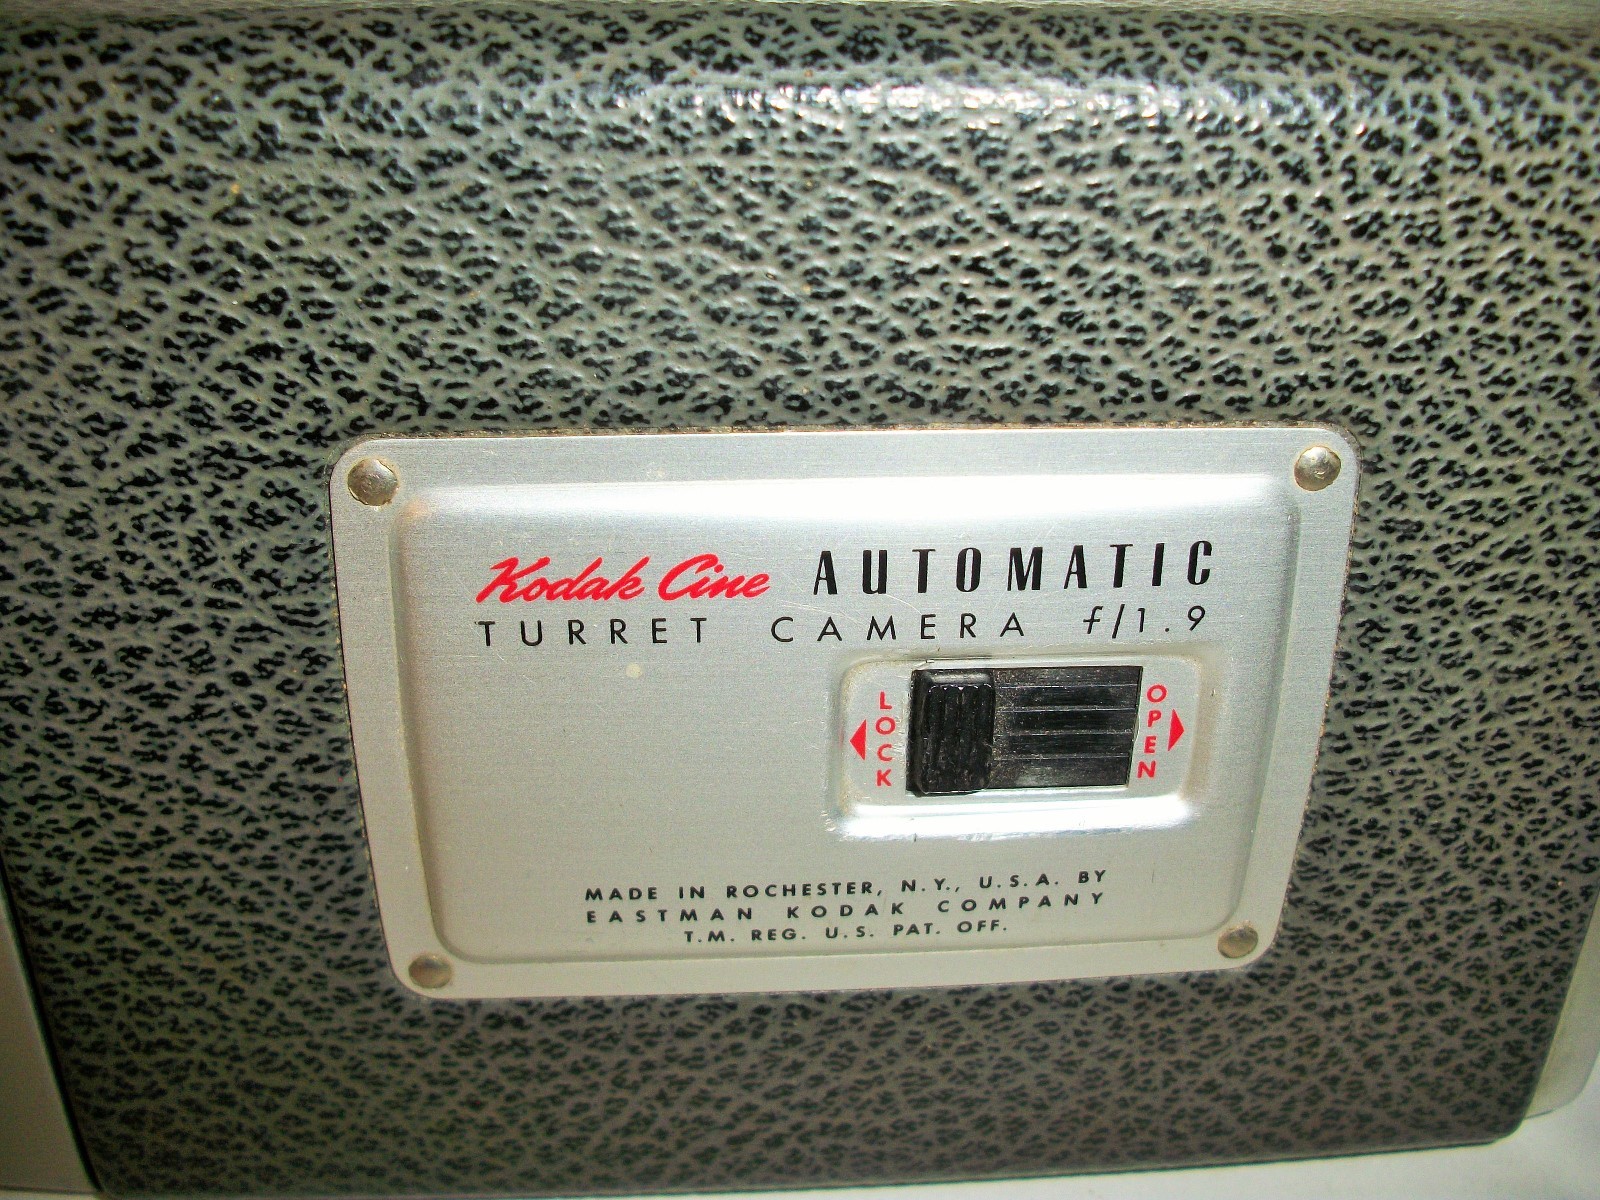 Kodak Cine AUTOMATIC
TURRET CAMERA f/1.9
LOCK
OPEN
MADE IN ROCHESTER, N.Y., U.S.A. BY
EASTMAN KODAK COMPANY
T.M. REG. U.S. PAT. OFF.